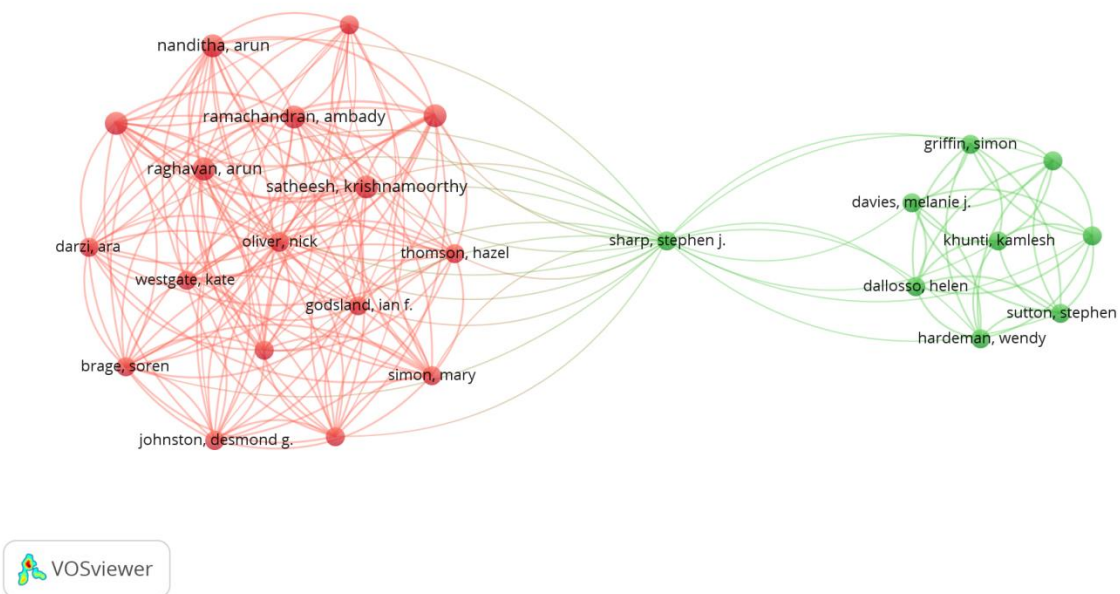 nanditha, arun
ramachandran, ambady
raghavan, arun
satheesh, krishnamoorthy
darzi, ara
oliver, nick
thomson, hazel
westgate, kate
godsland, ian f.
brage, soren
simon, mary
johnston, desmond g.
sharp, stephen j.
griffin, simon
davies, melanie j.
khunti, kamlesh
dallosso, helen
sutton, stephen
hardeman, wendy
VOSviewer